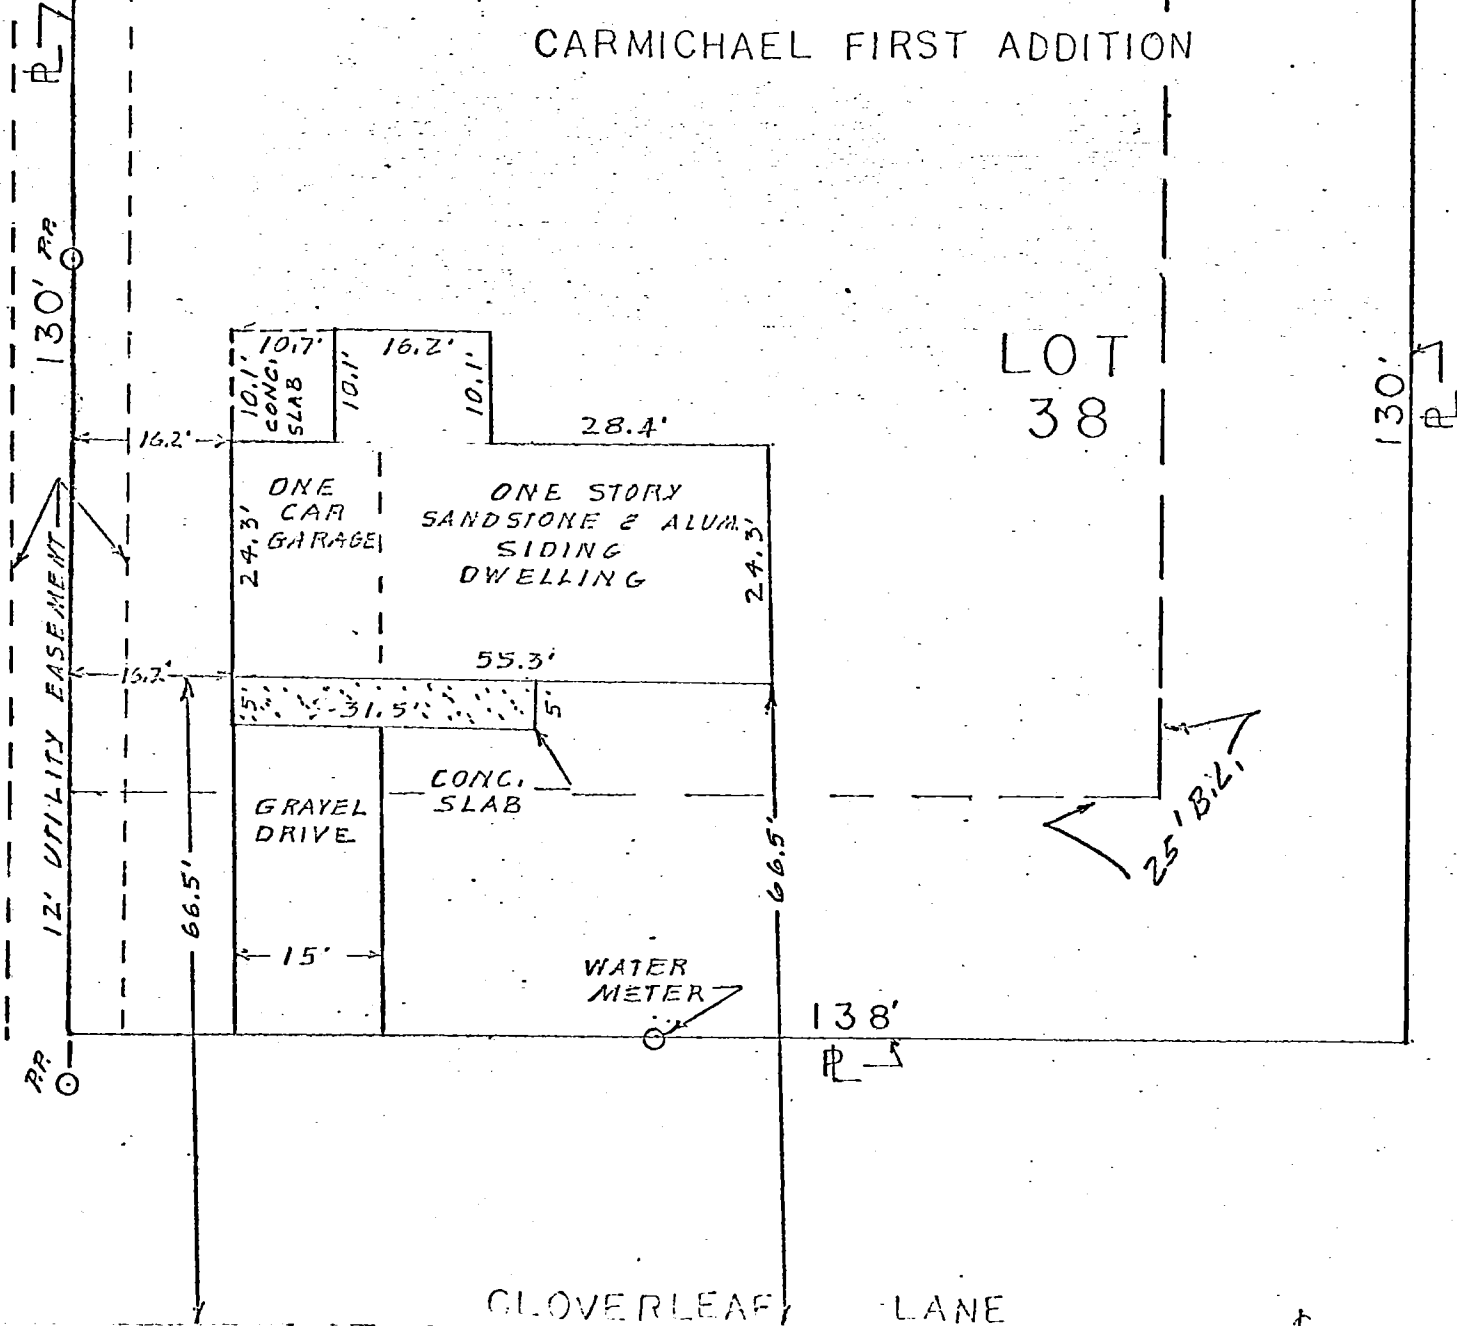 CARMICHAEL FIRST ADDITION
PL
130'
P.P.
10.7'
16.2'
10.1'
CONC.
SLAB
10.1'
10.1'
LOT
38
130'
PL
16.2'
28.4'
ONE
CAR
GARAGE
24.3'
ONE STORY
SANDSTONE & ALUM.
SIDING
DWELLING
24.3'
12' UTILITY EASEMENT
55.3'
5'
31.5'
5'
CONC.
SLAB
GRAVEL
DRIVE
25' B.L.
66.5'
66.5'
15'
WATER
METER
138'
PL
P.P.
CLOVERLEAF LANE